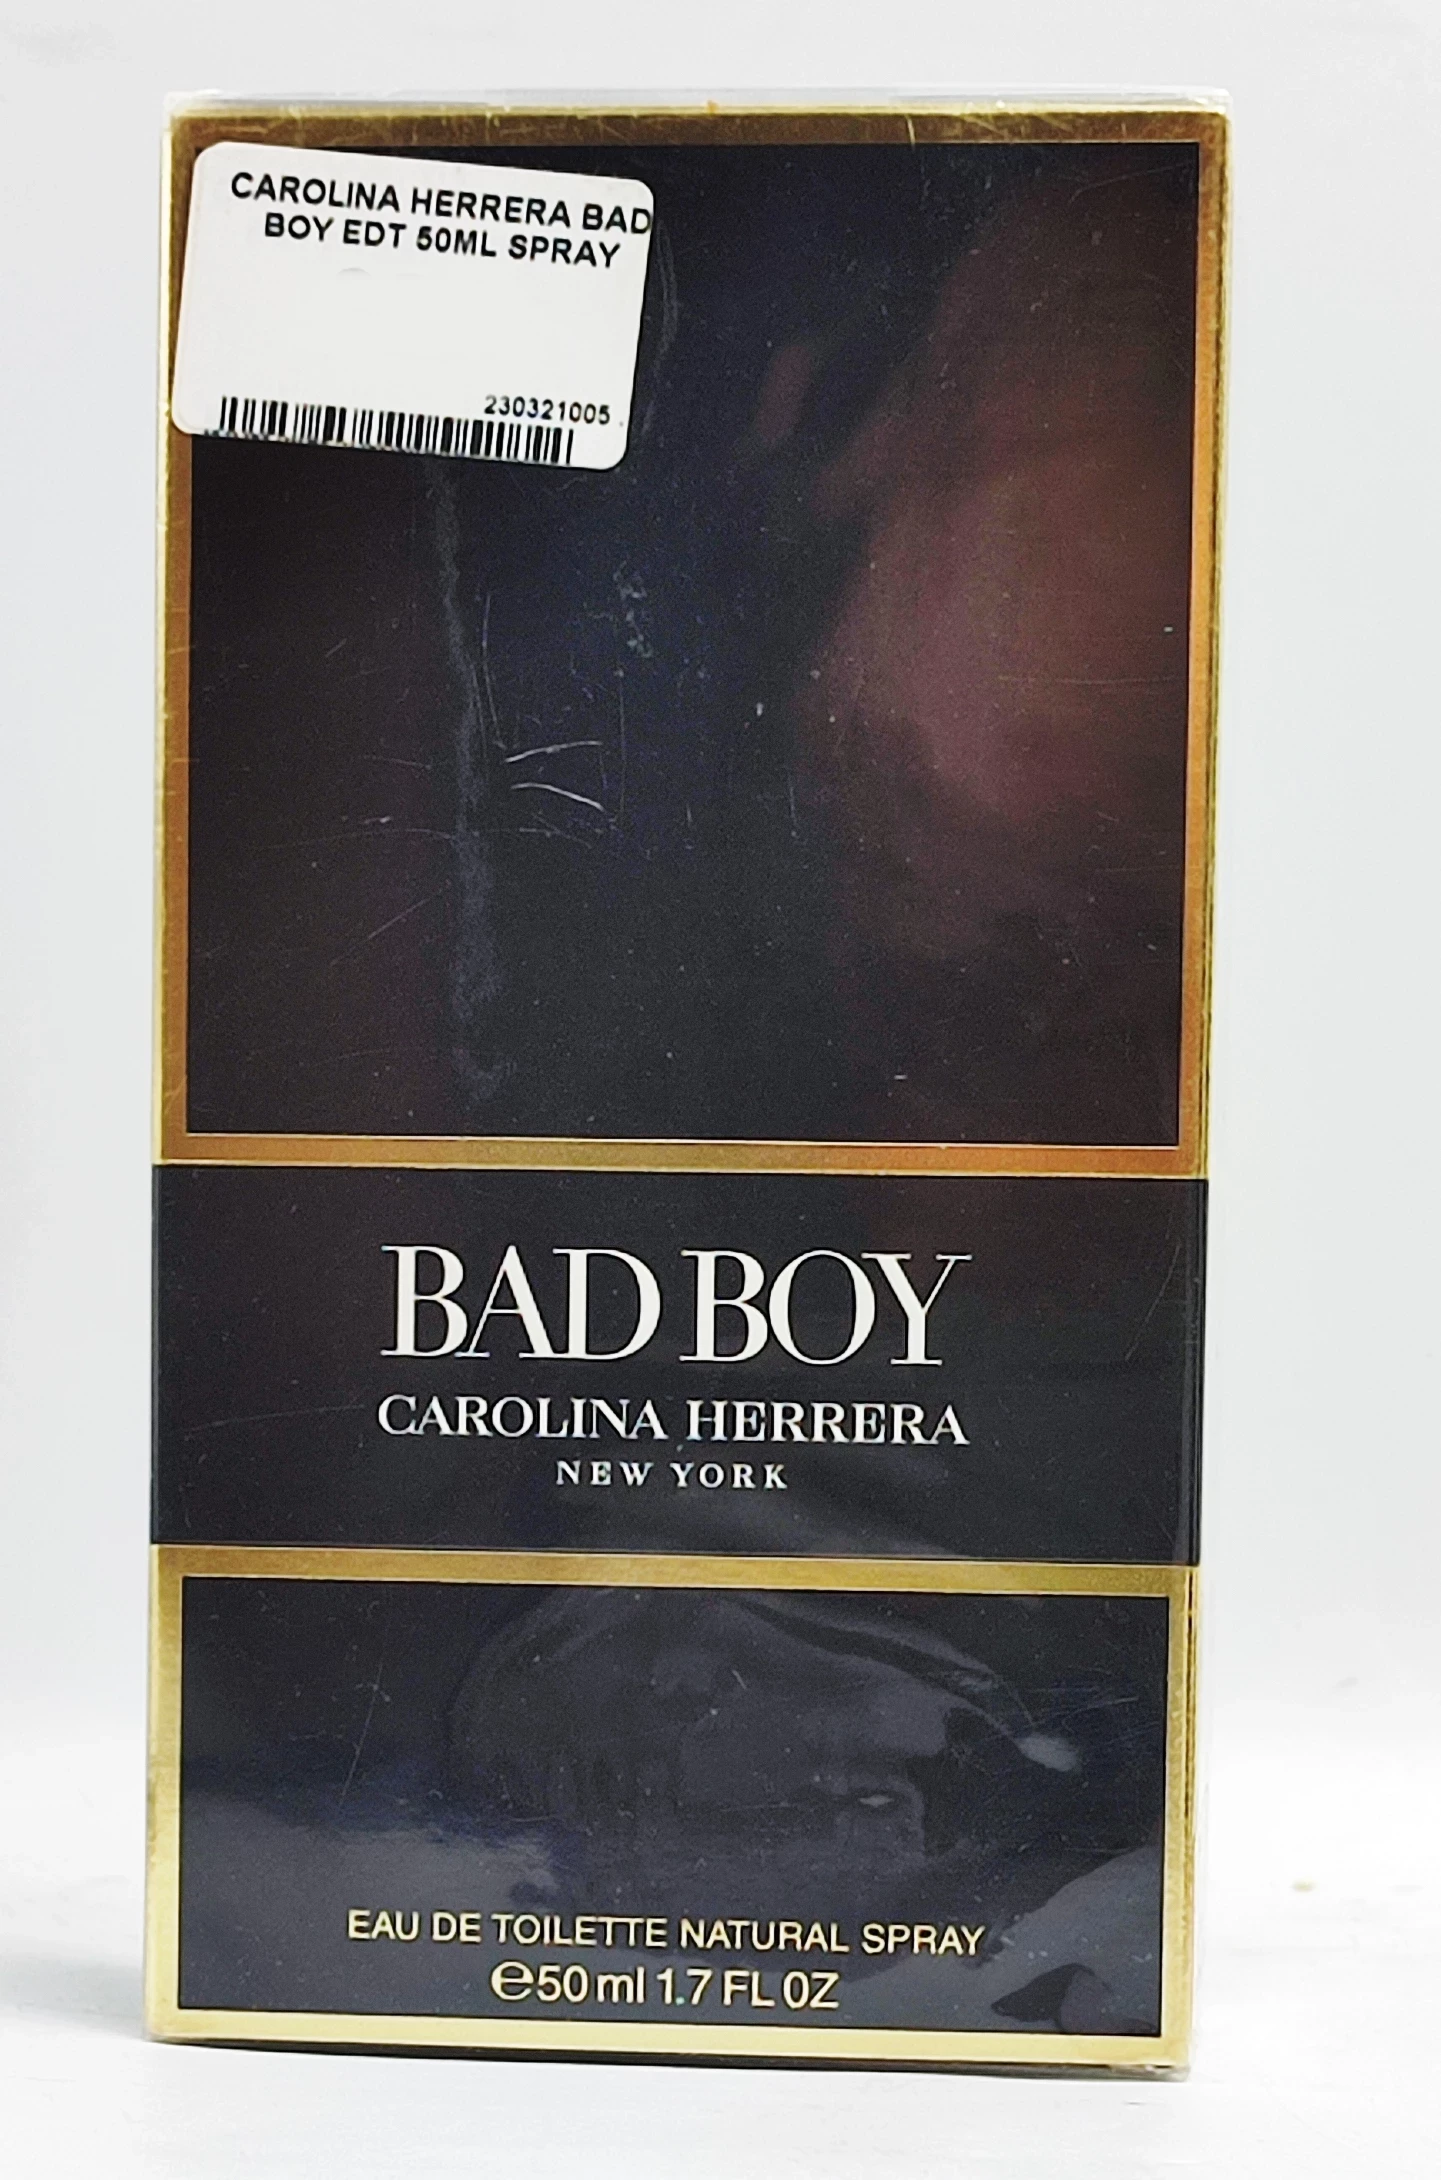 CAROLINA HERRERA BAD
BOY EDT 50ML SPRAY
230321005
BAD BOY
CAROLINA HERRERA
NEW YORK
EAU DE TOILETTE NATURAL SPRAY
℮50 ml 1.7 FL OZ